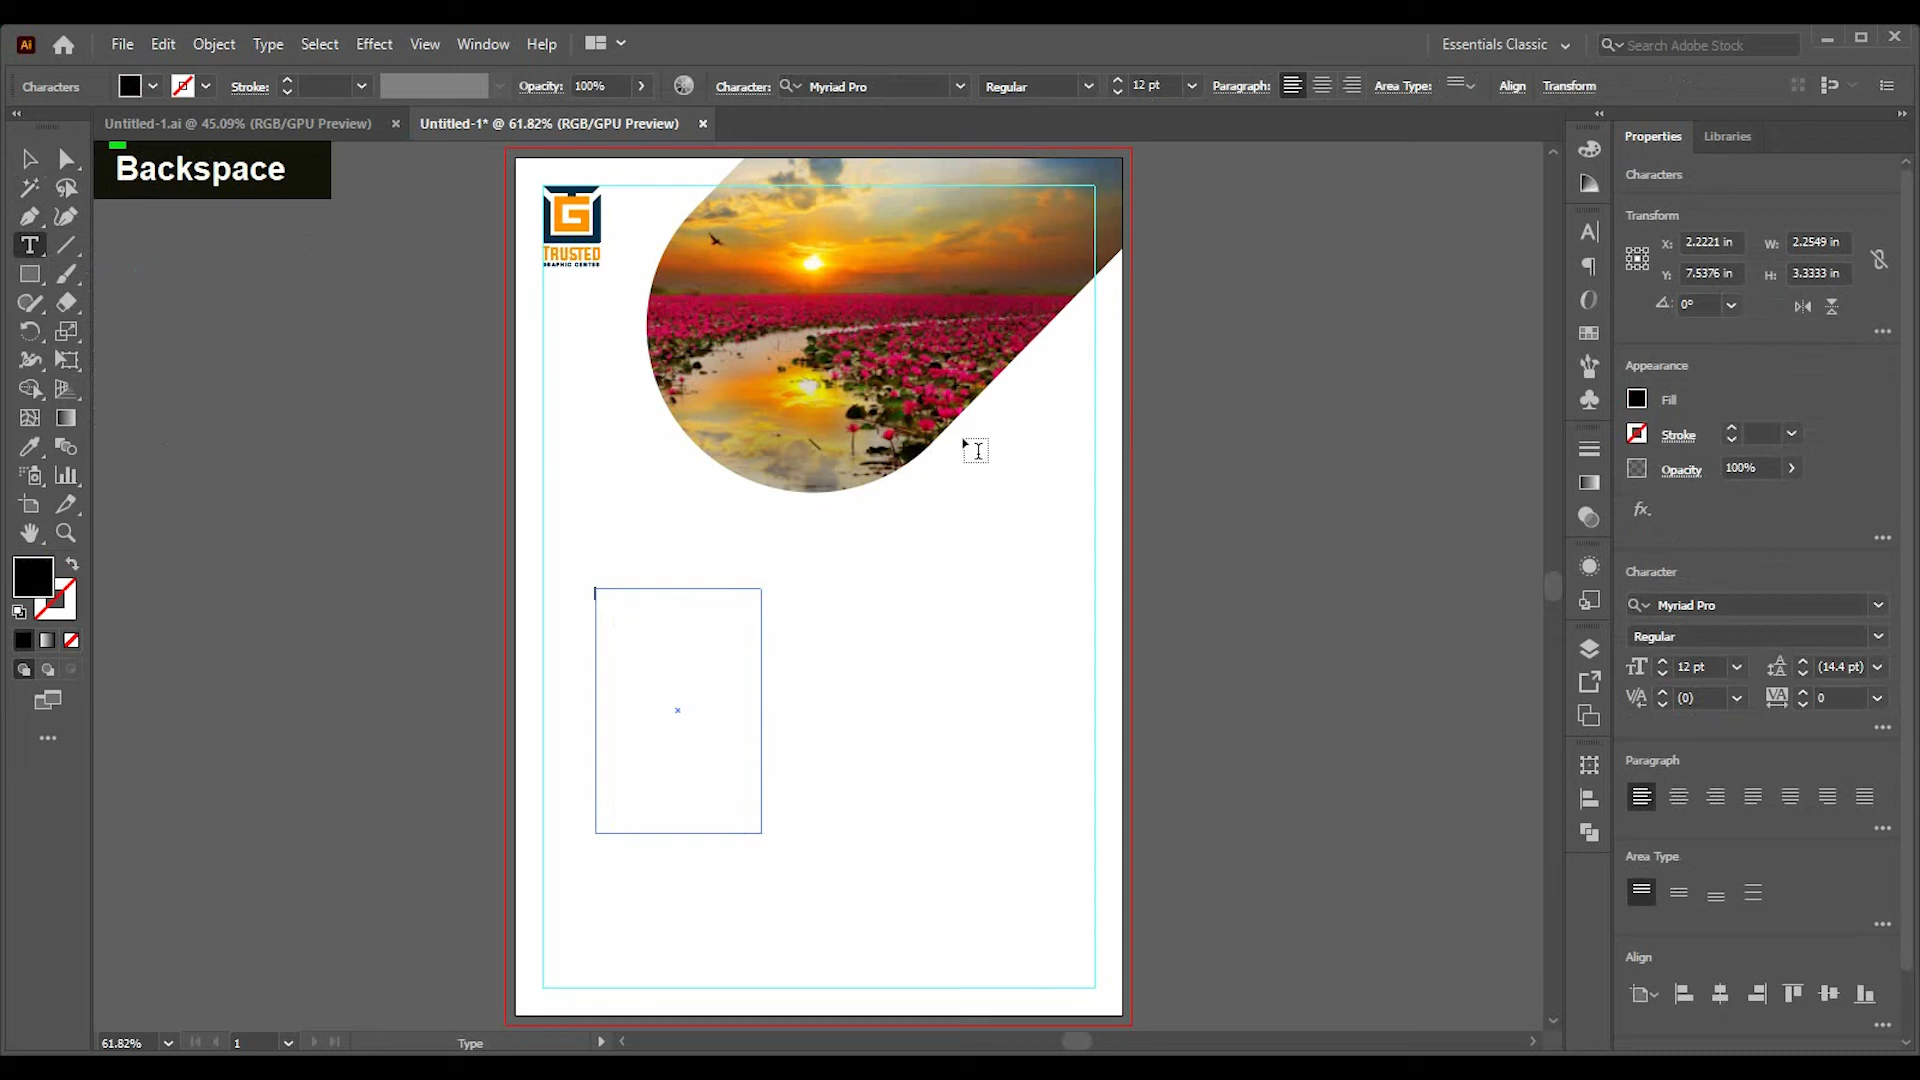 Ai File Edit Object Type Select Effect View Window Help Essentials Classic Search Adobe Stock
Characters Stroke: Opacity: 100% Character: Myriad Pro Regular 12 pt Paragraph: Area Type: Align Transform
Untitled-1.ai @ 45.09% (RGB/GPU Preview) Untitled-1* @ 61.82% (RGB/GPU Preview)
Backspace
G
TRUSTED
GRAPHIC CENTER
Properties Libraries
Characters
Transform
X: 2.2221 in W: 2.2549 in
Y: 7.5376 in H: 3.3333 in
0°
Appearance
Fill
Stroke
Opacity 100%
fx.
Character
Myriad Pro
Regular
12 pt (14.4 pt)
(0) 0
Paragraph
Area Type
Align
61.82% 1 Type